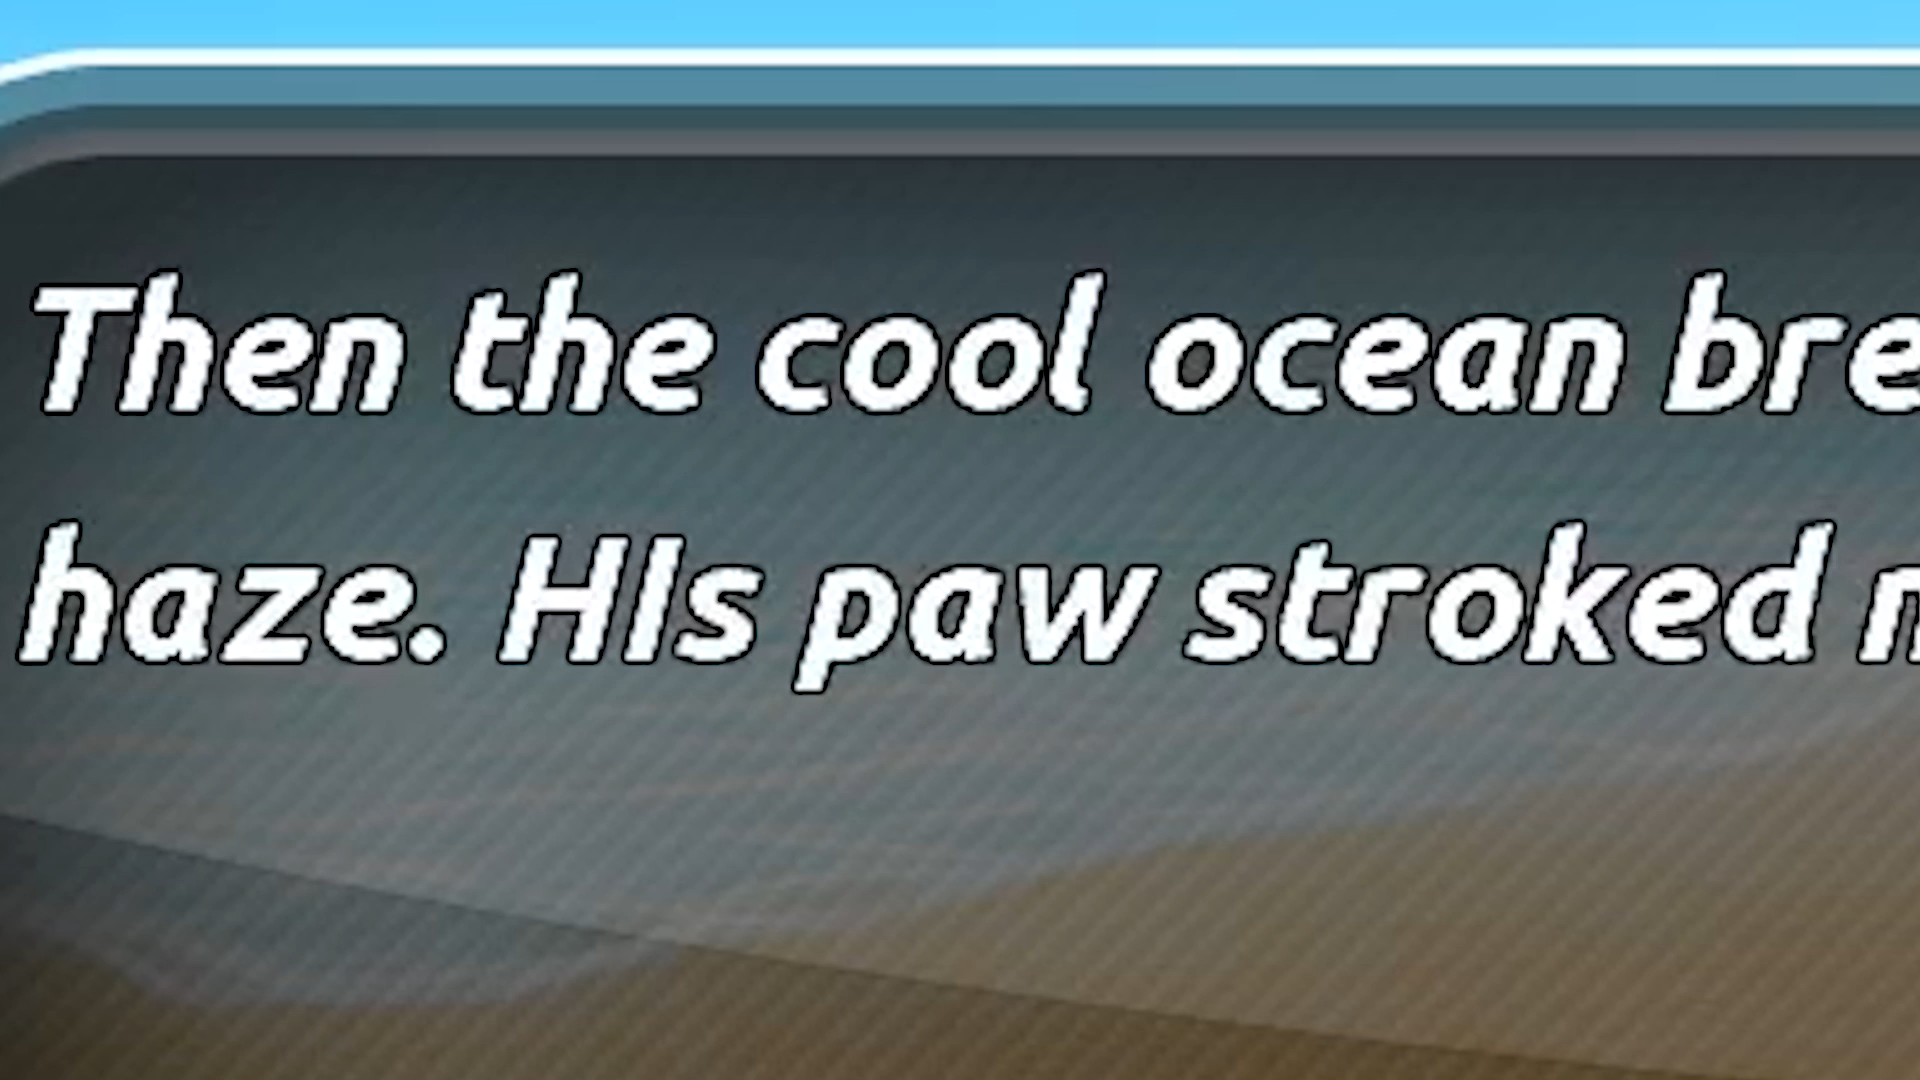 Then the cool ocean bre
haze. HIs paw stroked